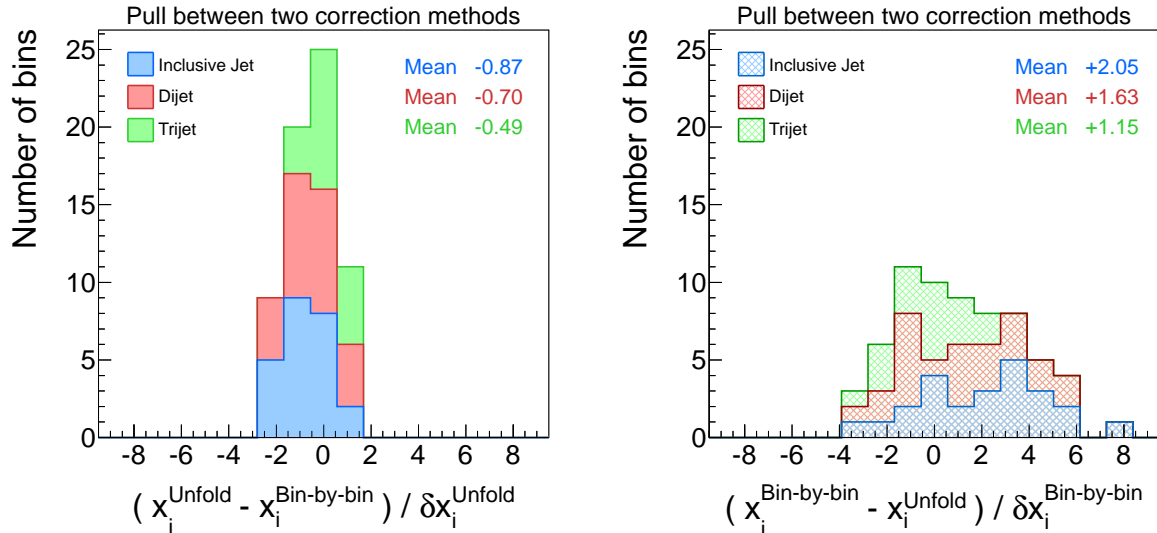 Pull between two correction methods
Number of bins
25
20
15
10
5
0
Inclusive Jet
Dijet
Trijet
Mean -0.87
Mean -0.70
Mean -0.49
-8 -6 -4 -2 0 2 4 6 8
( x_i^Unfold - x_i^Bin-by-bin ) / δx_i^Unfold
Pull between two correction methods
Number of bins
25
20
15
10
5
0
Inclusive Jet
Dijet
Trijet
Mean +2.05
Mean +1.63
Mean +1.15
-8 -6 -4 -2 0 2 4 6 8
( x_i^Bin-by-bin - x_i^Unfold ) / δx_i^Bin-by-bin